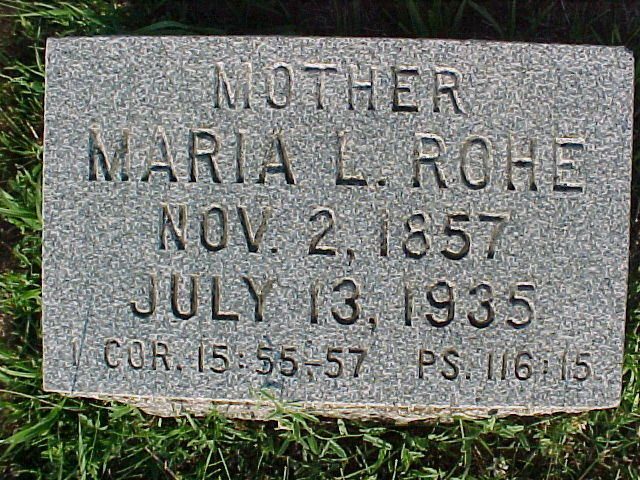 MOTHER
MARIA L. ROHE
NOV. 2, 1857
JULY 13, 1935
1 COR. 15:55-57 PS. 116:15